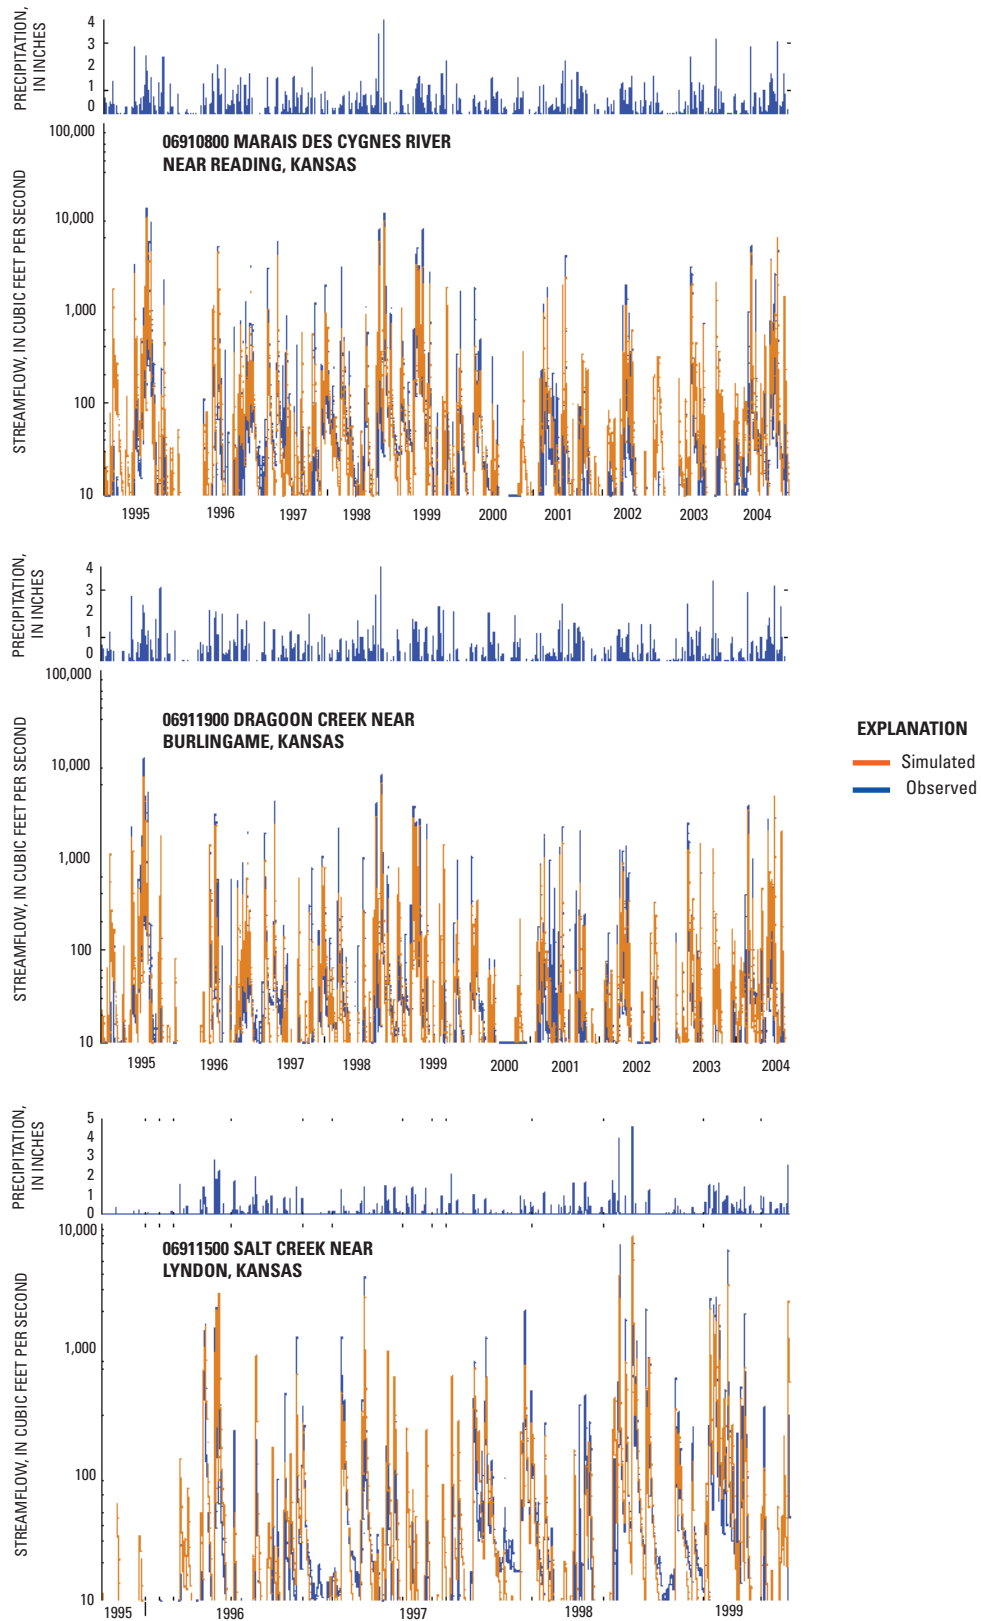 PRECIPITATION,
IN INCHES
4
3
2
1
0
STREAMFLOW, IN CUBIC FEET PER SECOND
100,000
10,000
1,000
100
10
06910800 MARAIS DES CYGNES RIVER
NEAR READING, KANSAS
1995 1996 1997 1998 1999 2000 2001 2002 2003 2004
PRECIPITATION,
IN INCHES
4
3
2
1
0
STREAMFLOW, IN CUBIC FEET PER SECOND
100,000
10,000
1,000
100
10
06911900 DRAGOON CREEK NEAR
BURLINGAME, KANSAS
1995 1996 1997 1998 1999 2000 2001 2002 2003 2004
EXPLANATION
Simulated
Observed
PRECIPITATION,
IN INCHES
5
4
3
2
1
0
STREAMFLOW, IN CUBIC FEET PER SECOND
10,000
1,000
100
10
06911500 SALT CREEK NEAR
LYNDON, KANSAS
1995 1996 1997 1998 1999